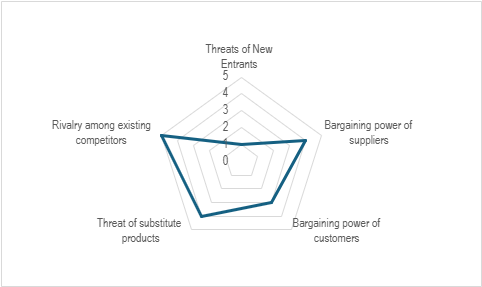 Threats of New
Entrants
5
4
3
2
1
0
Bargaining power of
suppliers
Bargaining power of
customers
Threat of substitute
products
Rivalry among existing
competitors